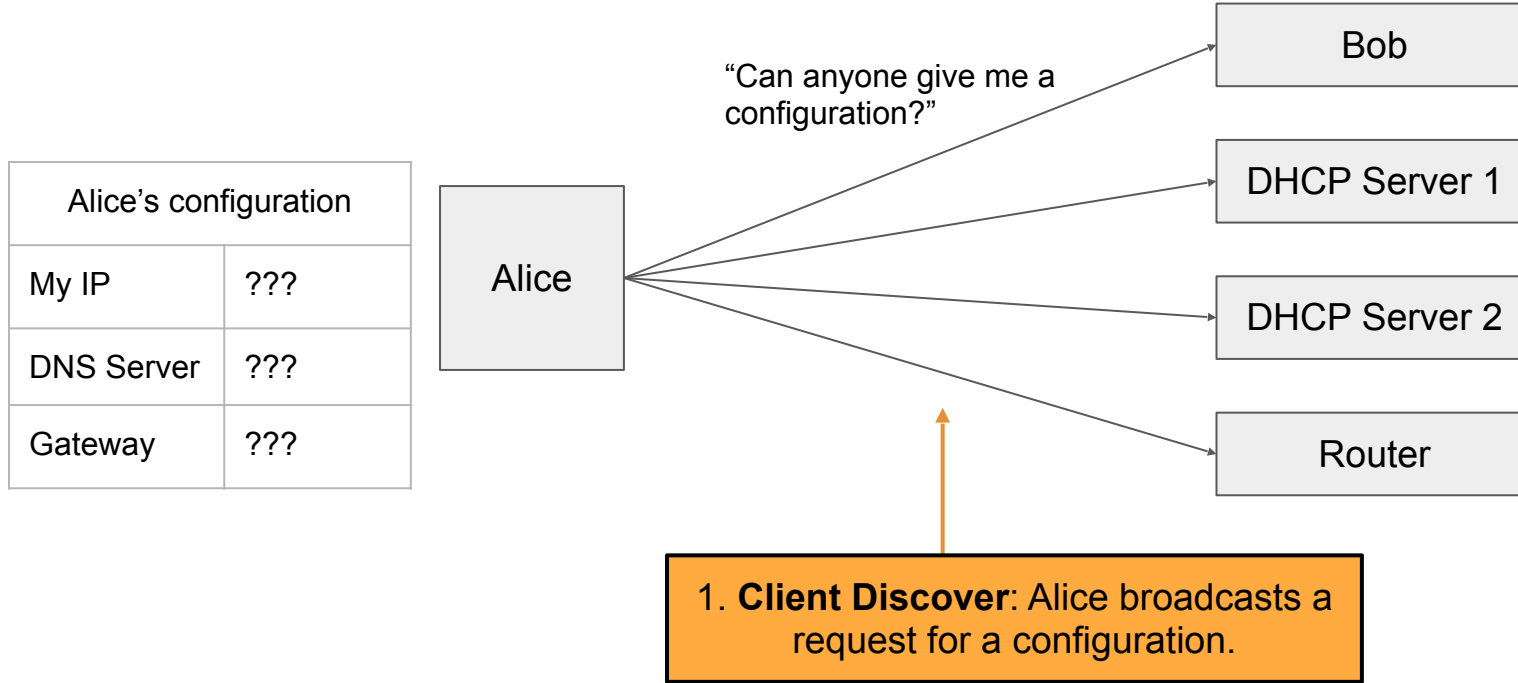 “Can anyone give me a
configuration?”
Bob
DHCP Server 1
DHCP Server 2
Router
Alice
Alice’s configuration
My IP ???
DNS Server ???
Gateway ???
1. Client Discover: Alice broadcasts a
request for a configuration.